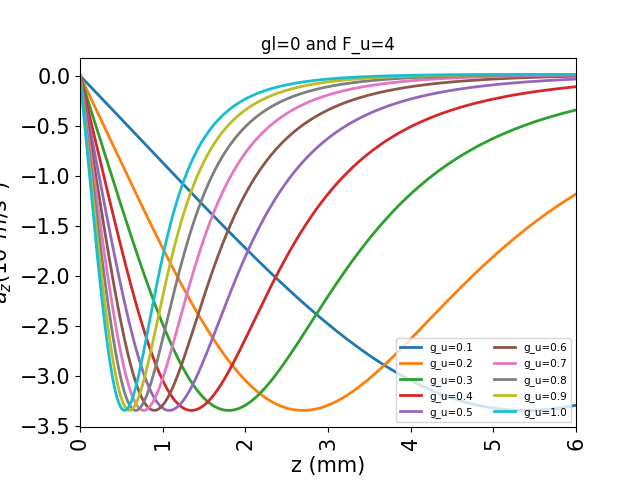 gl=0 and F_u=4
0.0
−0.5
−1.0
−1.5
−2.0
−2.5
−3.0
−3.5
0 1 2 3 4 5 6
z (mm)
g_u=0.1 g_u=0.6
g_u=0.2 g_u=0.7
g_u=0.3 g_u=0.8
g_u=0.4 g_u=0.9
g_u=0.5 g_u=1.0